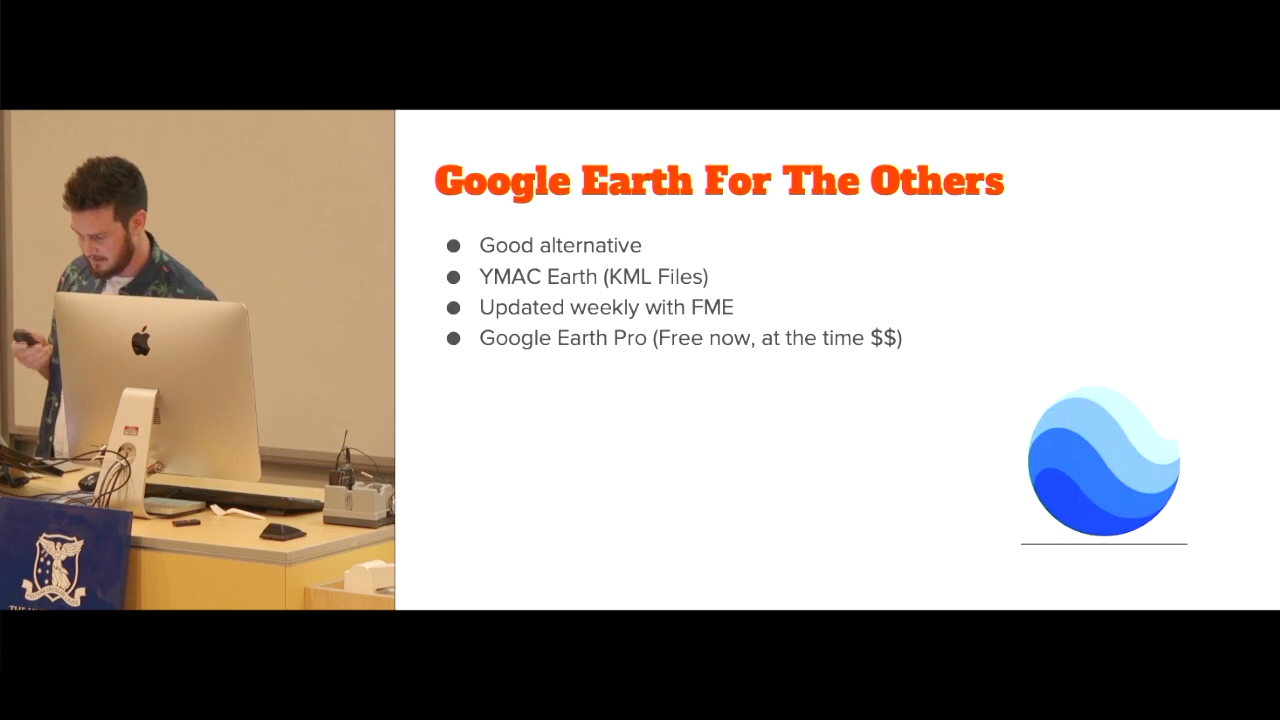 Google Earth For The Others
Good alternative
YMAC Earth (KML Files)
Updated weekly with FME
Google Earth Pro (Free now, at the time $$)